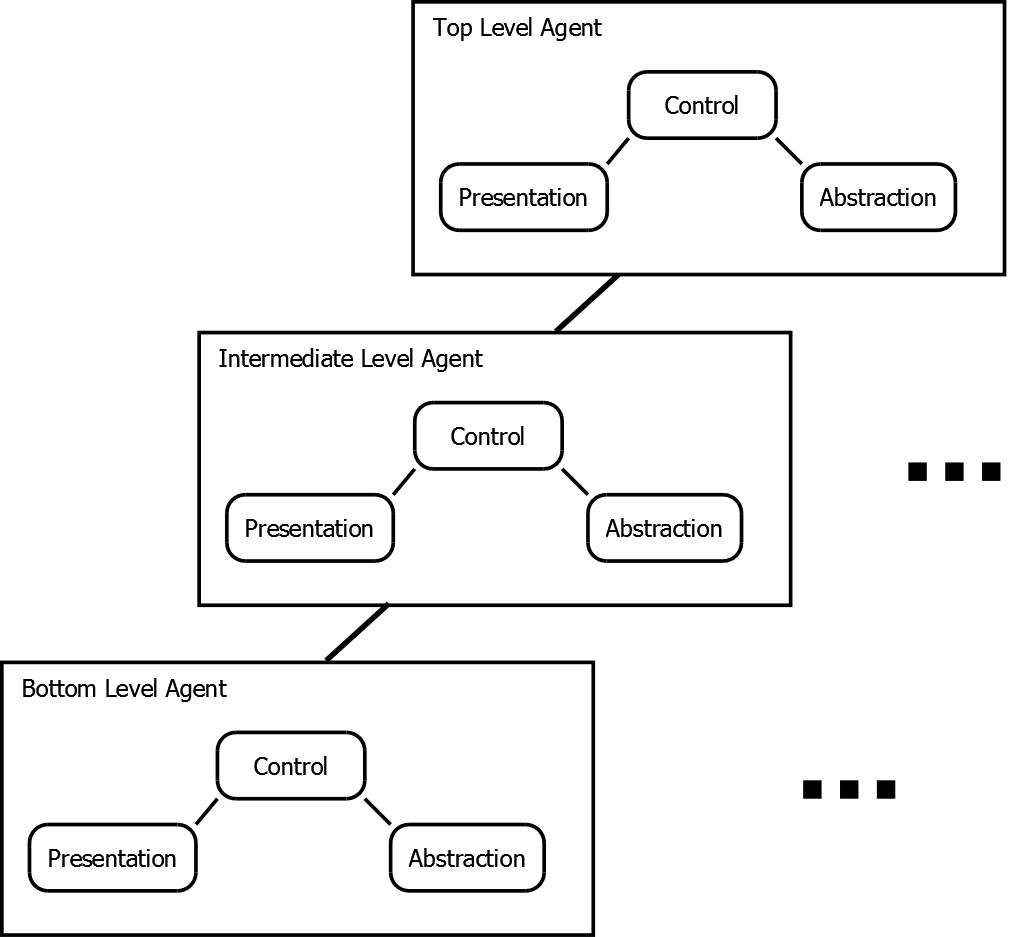 Top Level Agent
Control
Presentation
Abstraction
Intermediate Level Agent
Control
Presentation
Abstraction
Bottom Level Agent
Control
Presentation
Abstraction